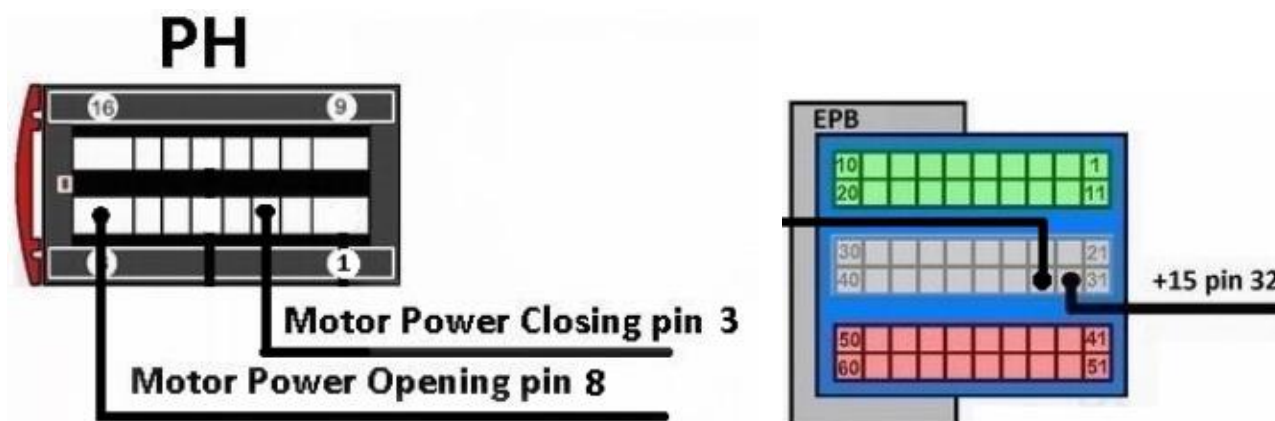 PH
16 9
1
Motor Power Closing pin 3
Motor Power Opening pin 8
EPB
10 1
20 11
30 21
40 31
+15 pin 32
50 41
60 51